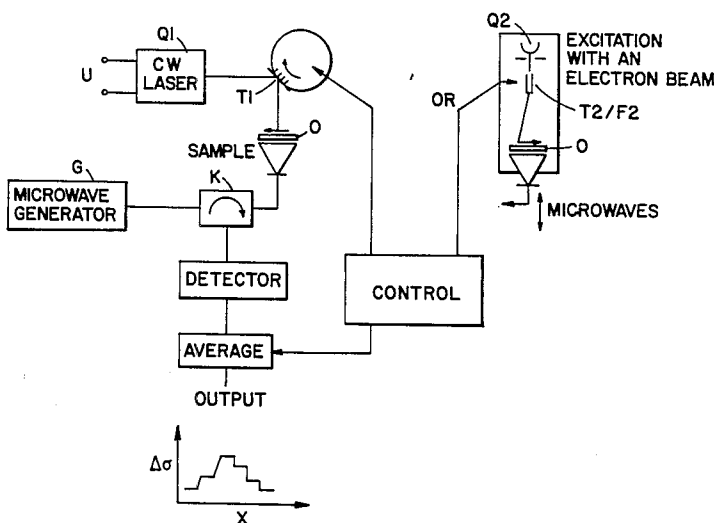 Q1
U
CW
LASER
T1
O
SAMPLE
G
MICROWAVE
GENERATOR
K
DETECTOR
AVERAGE
OUTPUT
CONTROL
OR
Q2
EXCITATION
WITH AN
ELECTRON BEAM
T2/F2
O
MICROWAVES
Δσ
X